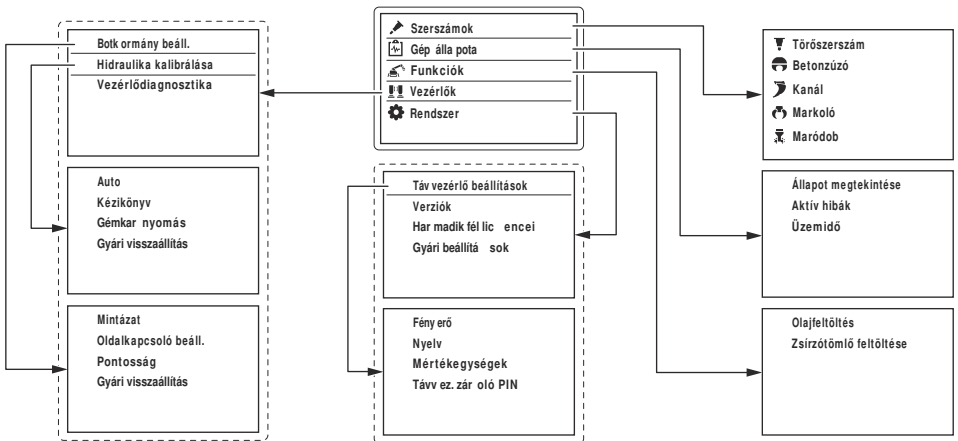 Botk ormány beáll.
Hidraulika kalibrálása
Vezérlődiagnosztika
Auto
Kézikönyv
Gémkar nyomás
Gyári visszaállítás
Mintázat
Oldalkapcsoló beáll.
Pontosság
Gyári visszaállítás
Szerszámok
Gép álla pota
Funkciók
Vezérlők
Rendszer
Táv vezérlő beállítások
Verziók
Har madik fél lic encei
Gyári beállítá sok
Fény erő
Nyelv
Mértékegységek
Távv ez. zár oló PIN
Törőszerszám
Betonzúzó
Kanál
Markoló
Maródob
Állapot megtekintése
Aktív hibák
Üzemidő
Olajfeltöltés
Zsírzótömlő feltöltése